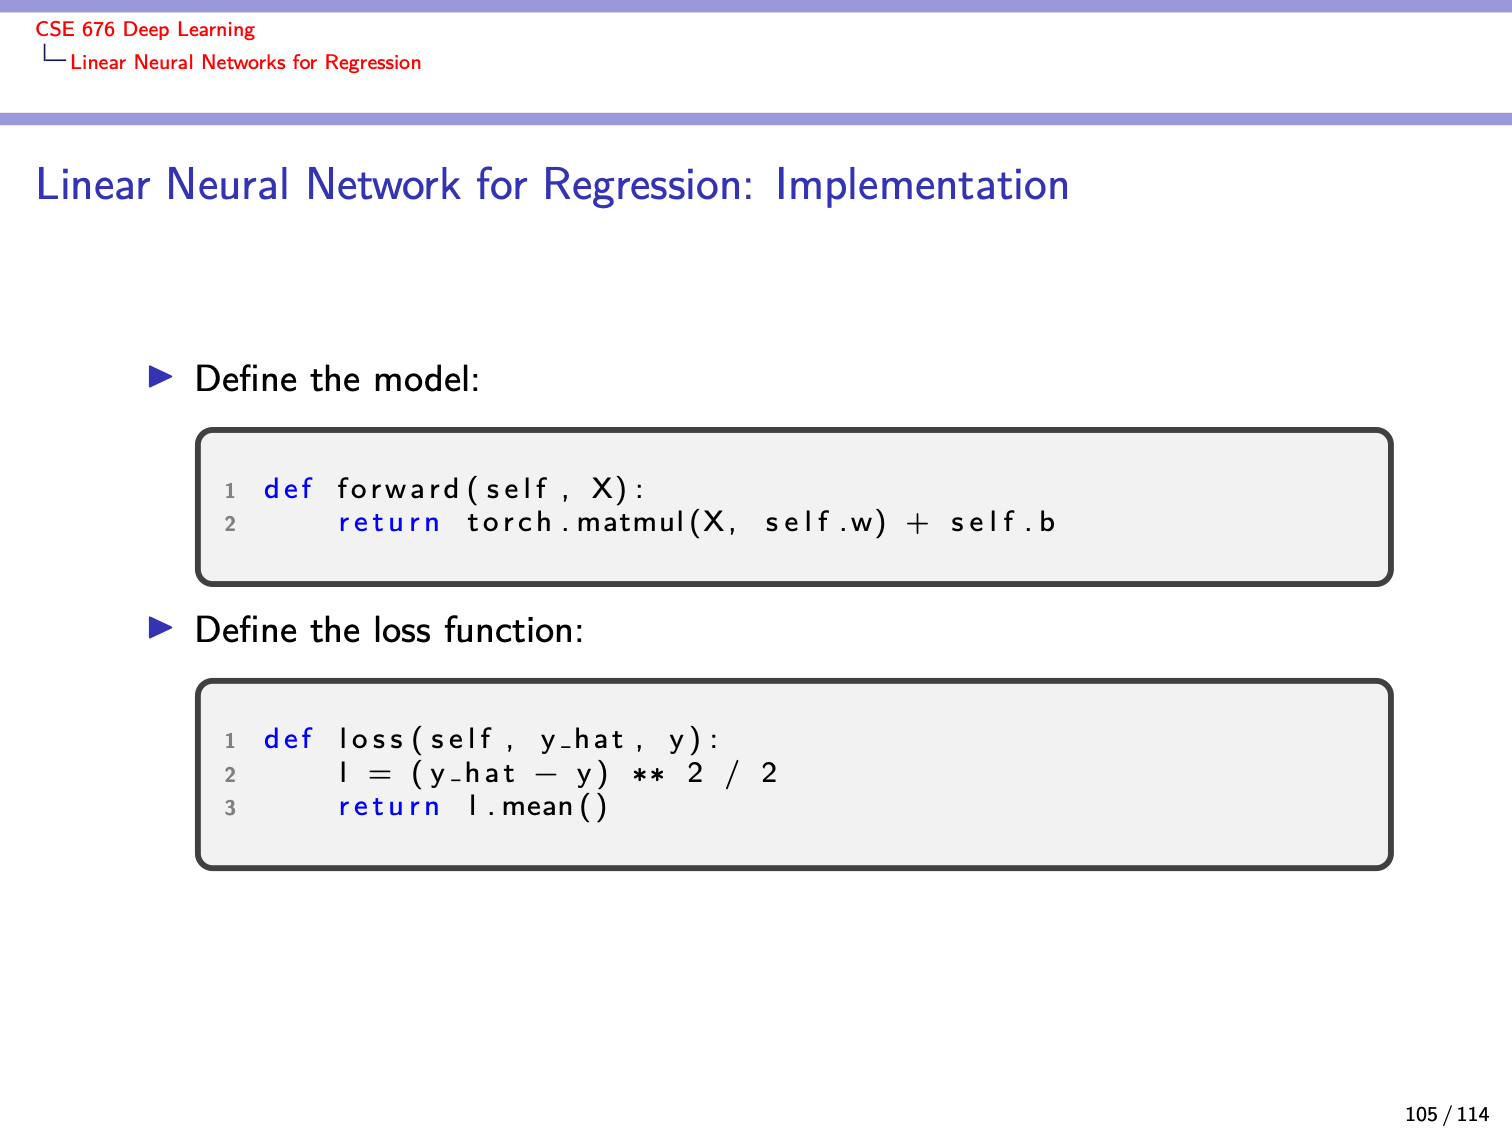 CSE 676 Deep Learning
Linear Neural Networks for Regression
Linear Neural Network for Regression: Implementation
▶ Define the model:
1 def forward(self, X):
2     return torch.matmul(X, self.w) + self.b
▶ Define the loss function:
1 def loss(self, y_hat, y):
2     l = (y_hat − y) ** 2 / 2
3     return l.mean()
105 / 114